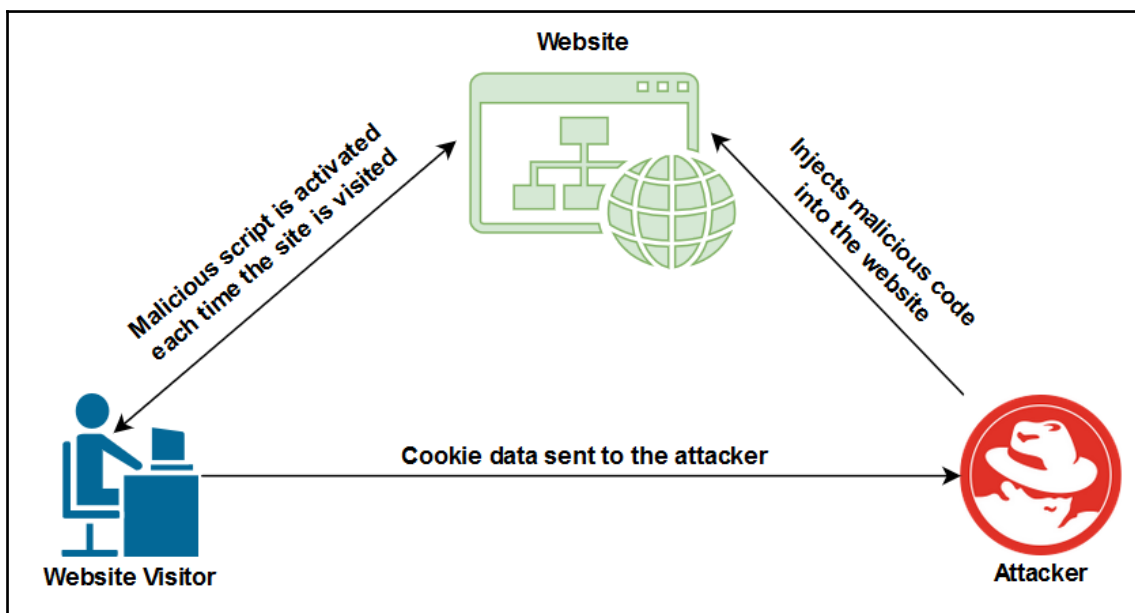 Website
Malicious script is activated
each time the site is visited
Injects malicious code
into the website
Cookie data sent to the attacker
Website Visitor
Attacker